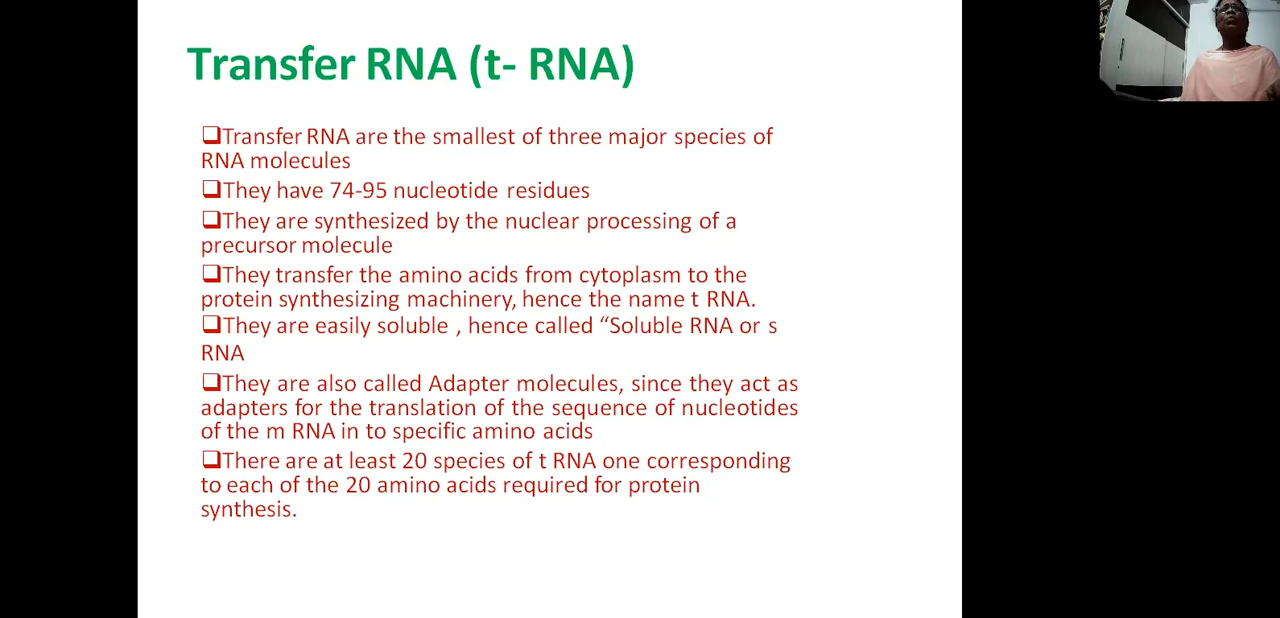 Transfer RNA (t- RNA)
❑Transfer RNA are the smallest of three major species of
RNA molecules
❑They have 74-95 nucleotide residues
❑They are synthesized by the nuclear processing of a
precursor molecule
❑They transfer the amino acids from cytoplasm to the
protein synthesizing machinery, hence the name t RNA.
❑They are easily soluble , hence called “Soluble RNA or s
RNA
❑They are also called Adapter molecules, since they act as
adapters for the translation of the sequence of nucleotides
of the m RNA in to specific amino acids
❑There are at least 20 species of t RNA one corresponding
to each of the 20 amino acids required for protein
synthesis.